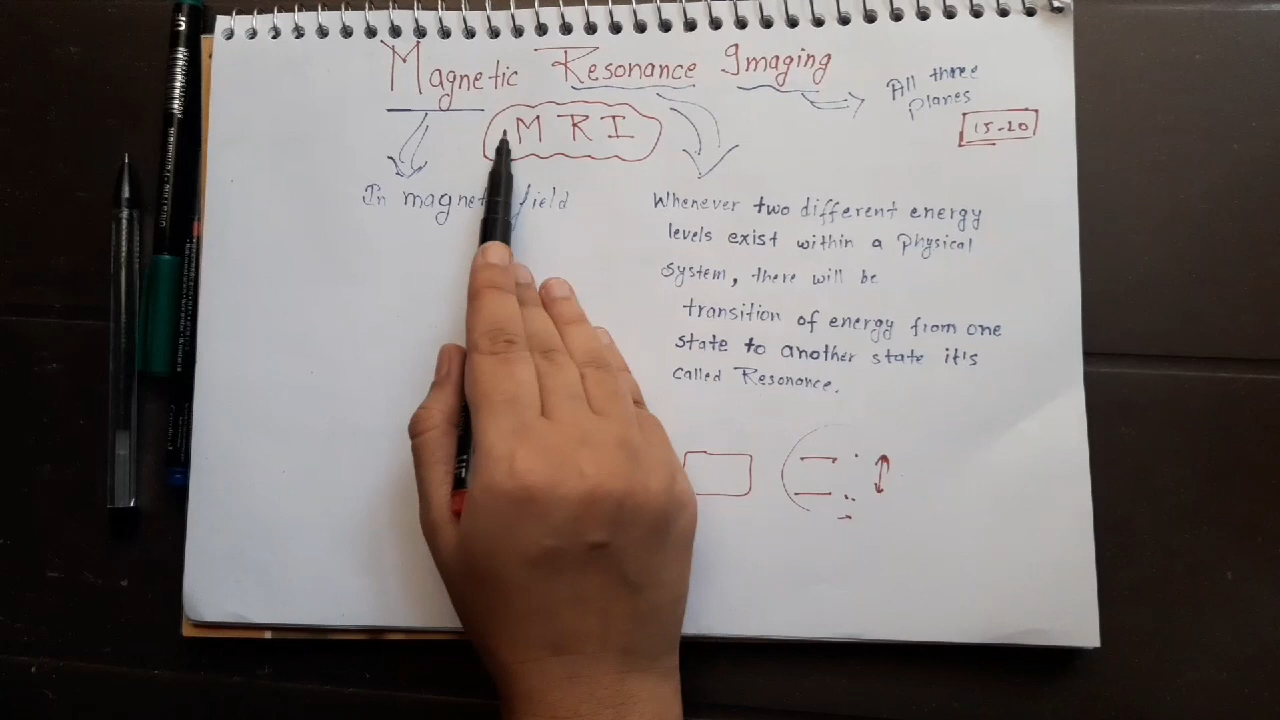 Magnetic Resonance Imaging
All three
planes
15-20
MRI
In magnet field
Whenever two different energy
levels exist within a physical
system, there will be
transition of energy from one
state to another state it's
called Resonance.